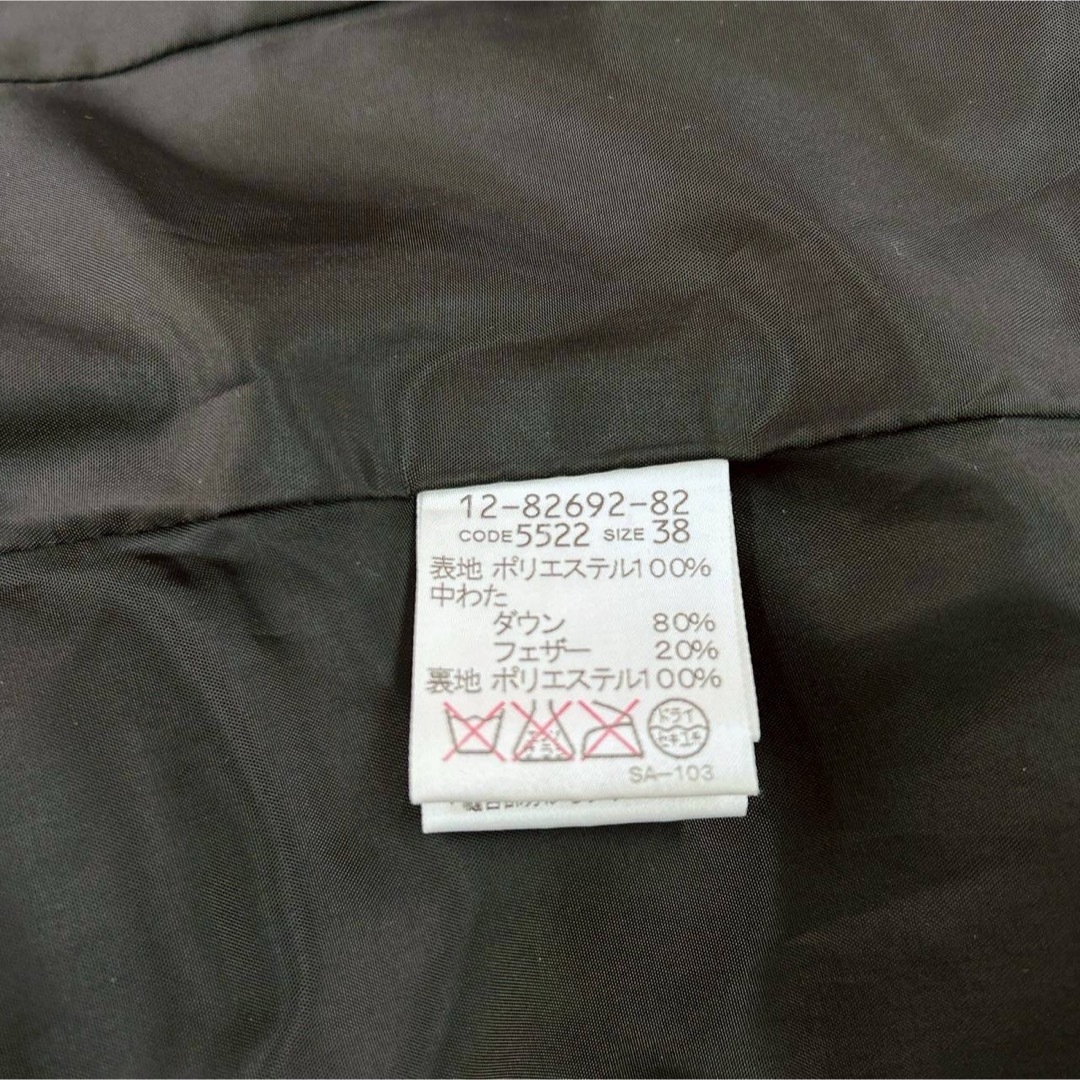 12-82692-82
CODE5522 SIZE 38
表地 ポリエステル100%
中わた
ダウン 80%
フェザー 20%
裏地 ポリエステル100%
ドライ
セキユ系
SA-103